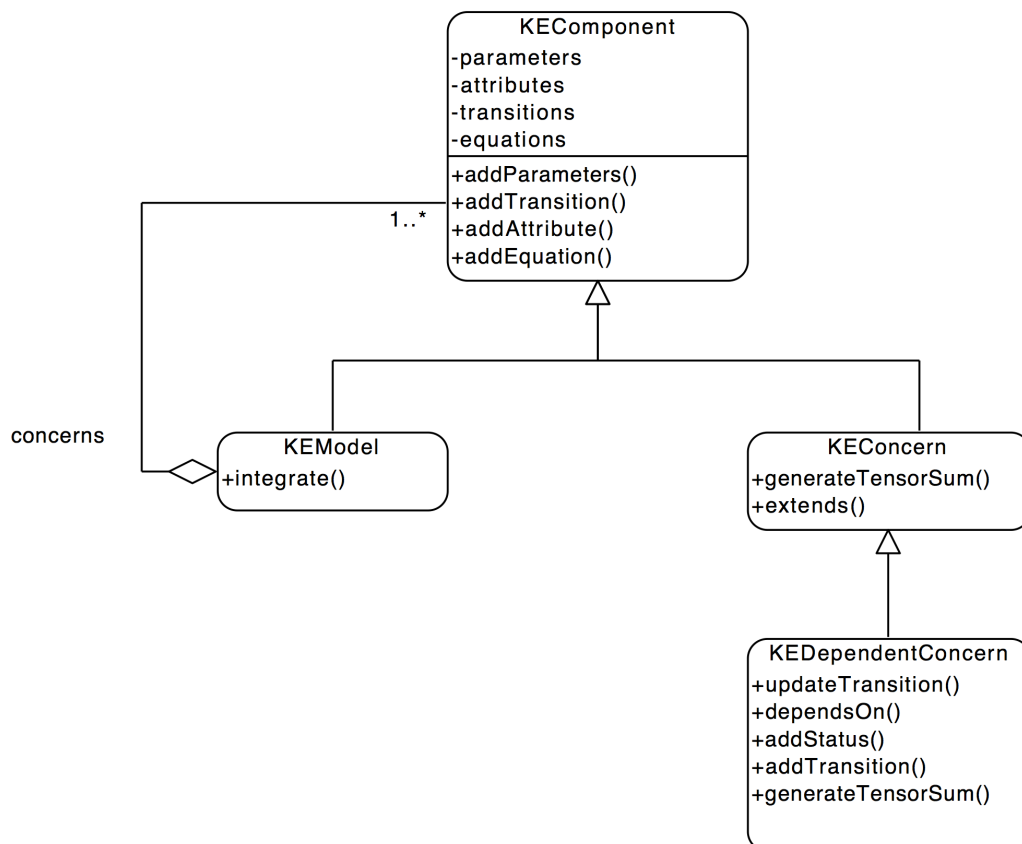 KEComponent
-parameters
-attributes
-transitions
-equations
+addParameters()
+addTransition()
+addAttribute()
+addEquation()
1..*
concerns
KEModel
+integrate()
KEConcern
+generateTensorSum()
+extends()
KEDependentConcern
+updateTransition()
+dependsOn()
+addStatus()
+addTransition()
+generateTensorSum()